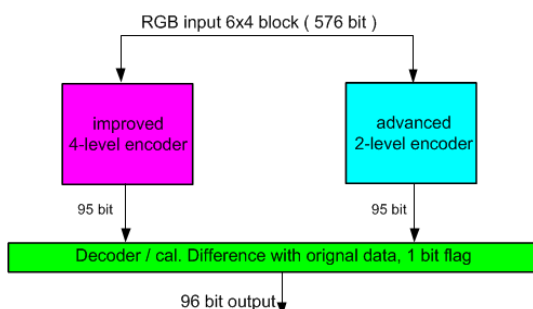 RGB input 6x4 block ( 576 bit )
improved
4-level encoder
advanced
2-level encoder
95 bit
95 bit
Decoder / cal. Difference with orignal data, 1 bit flag
96 bit output